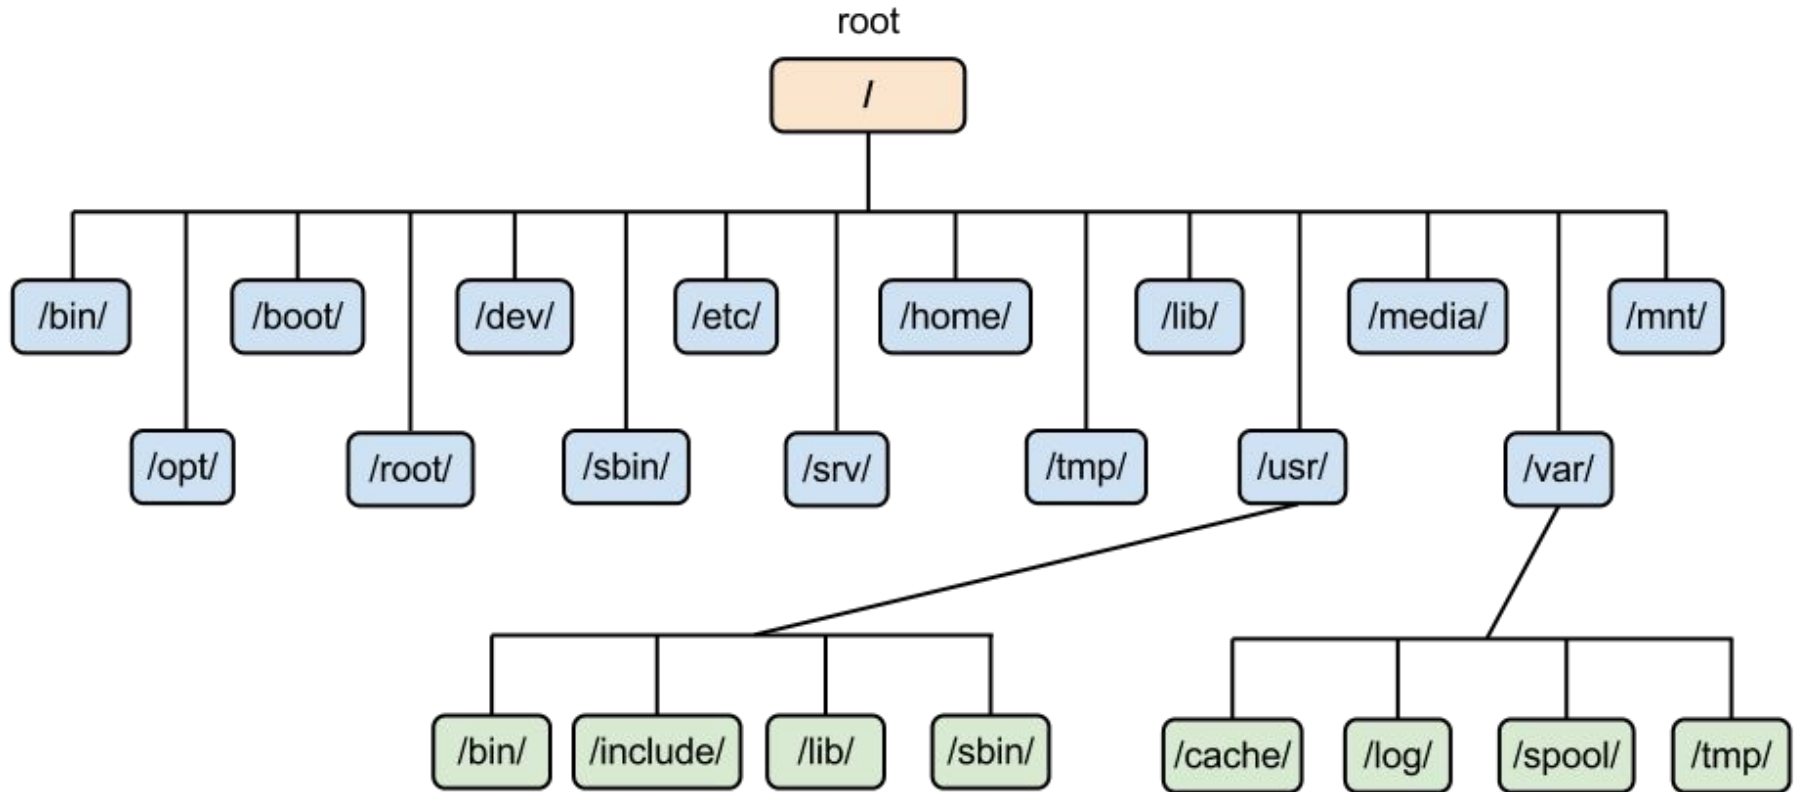 root
/
/bin/ /boot/ /dev/ /etc/ /home/ /lib/ /media/ /mnt/
/opt/ /root/ /sbin/ /srv/ /tmp/ /usr/ /var/
/bin/ /include/ /lib/ /sbin/ /cache/ /log/ /spool/ /tmp/